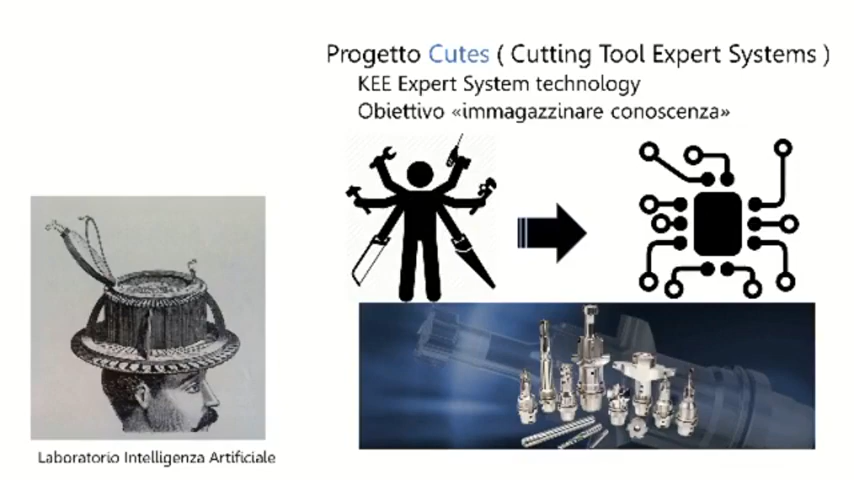 Progetto Cutes ( Cutting Tool Expert Systems )
KEE Expert System technology
Obiettivo «immagazzinare conoscenza»
Laboratorio Intelligenza Artificiale